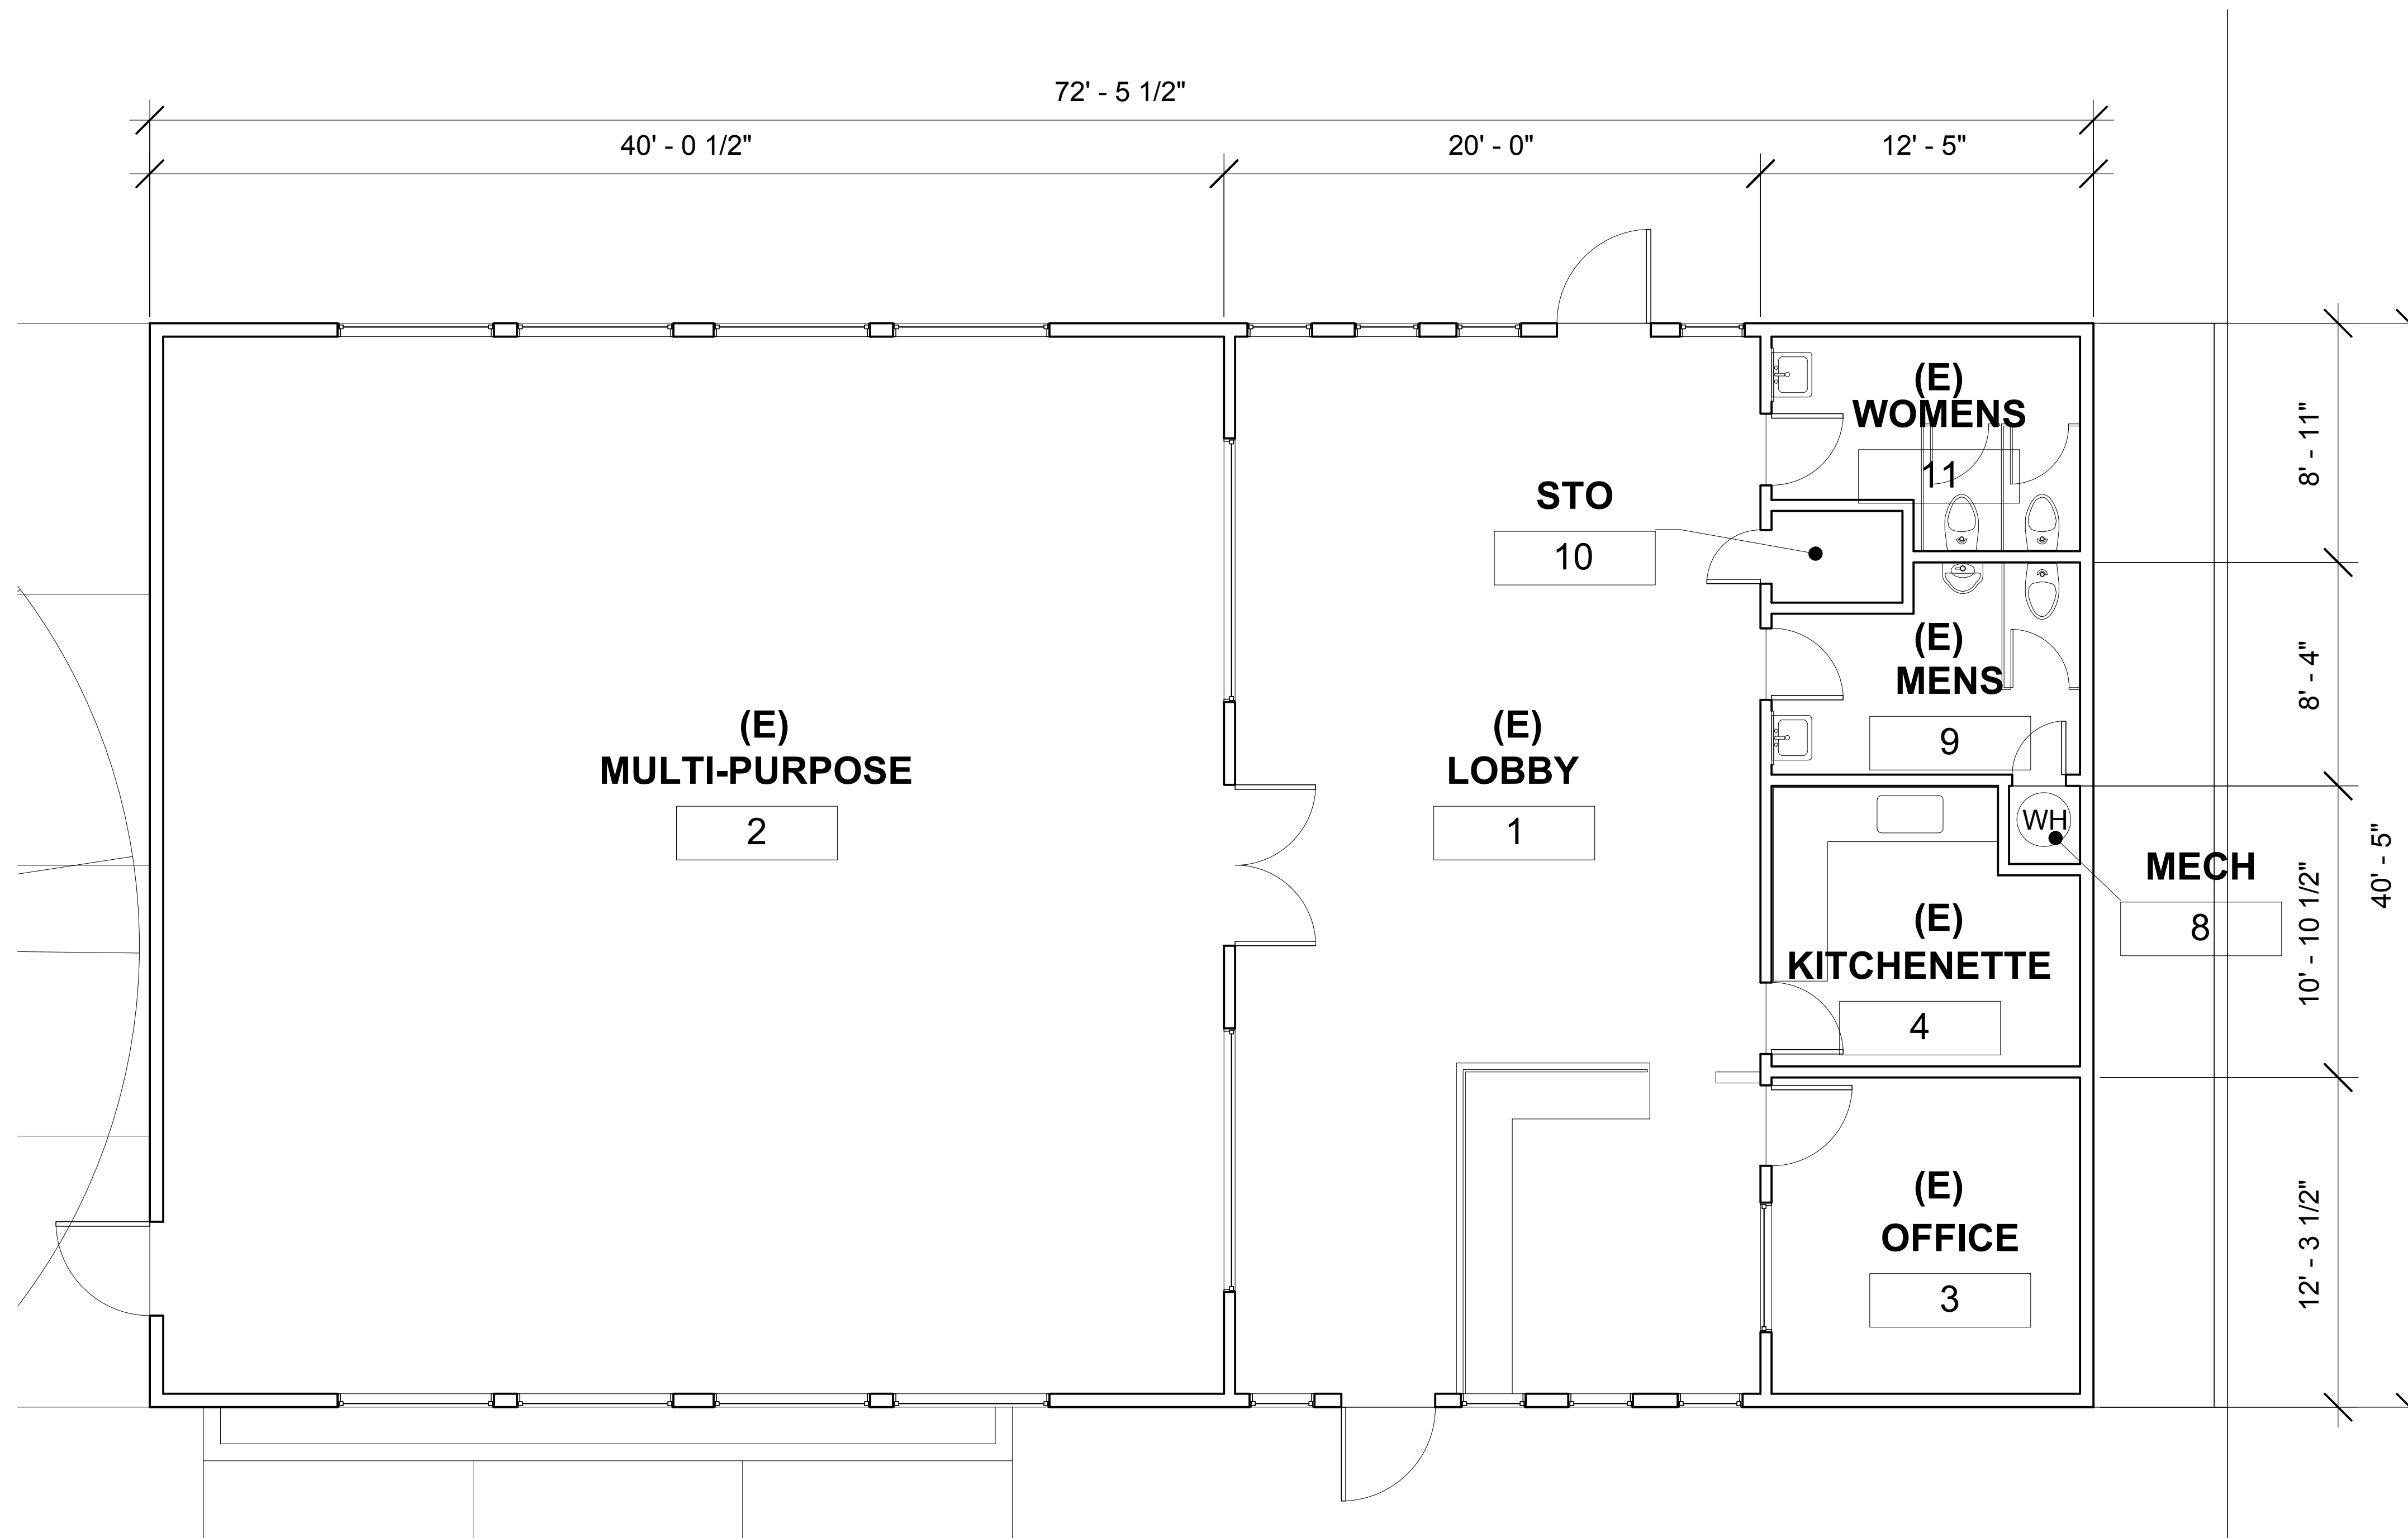 72' - 5 1/2"
40' - 0 1/2"
20' - 0"
12' - 5"
(E)
WOMENS
11
8' - 11"
STO
10
(E)
MENS
9
8' - 4"
(E)
MULTI-PURPOSE
2
(E)
LOBBY
1
WH
MECH
8
40' - 5"
10' - 10 1/2"
(E)
KITCHENETTE
4
(E)
OFFICE
3
12' - 3 1/2"